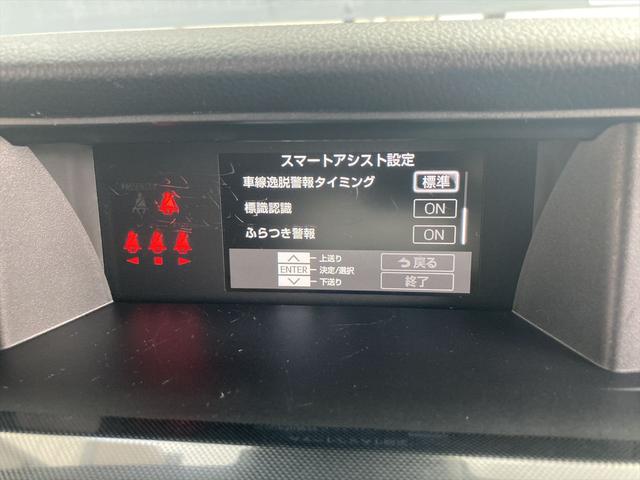 スマートアシスト設定
車線逸脱警報タイミング 標準
標識認識 ON
ふらつき警報 ON
上送り 戻る
ENTER 決定/選択
下送り 終了